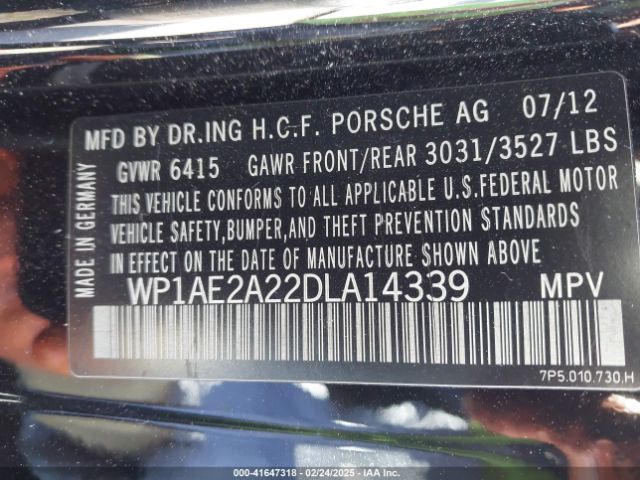 MFD BY DR.ING H.C.F. PORSCHE AG 07/12
GVWR 6415 GAWR FRONT/REAR 3031/3527 LBS
THIS VEHICLE CONFORMS TO ALL APPLICABLE U.S.FEDERAL MOTOR
VEHICLE SAFETY,BUMPER,AND THEFT PREVENTION STANDARDS
IN EFFECT ON THE DATE OF MANUFACTURE SHOWN ABOVE
WP1AE2A22DLA14339 MPV
MADE IN GERMANY
7P5.010.730.H
000-41647318 | 02/24/2025 | IAAI.COM